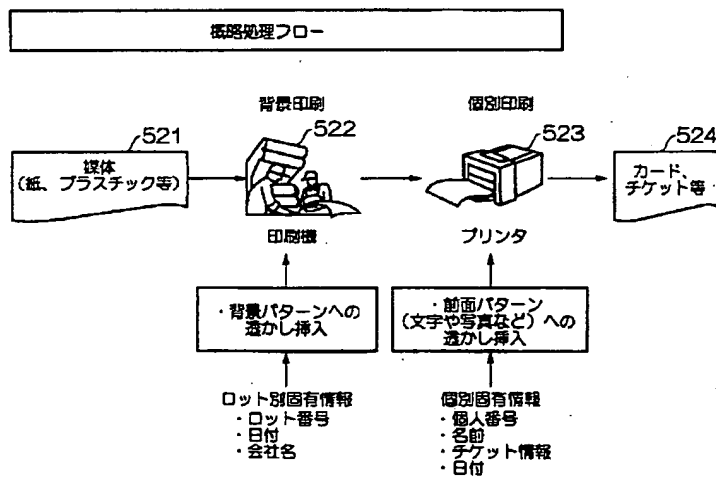 概略処理フロー
背景印刷
個別印刷
521
522
523
524
媒体
(紙、プラスチック等)
カード、
チケット等
印刷機
プリンタ
・背景パターンへの
透かし挿入
・前面パターン
(文字や写真など)への
透かし挿入
ロット別固有情報
・ロット番号
・日付
・会社名
個別固有情報
・個人番号
・名前
・チケット情報
・日付